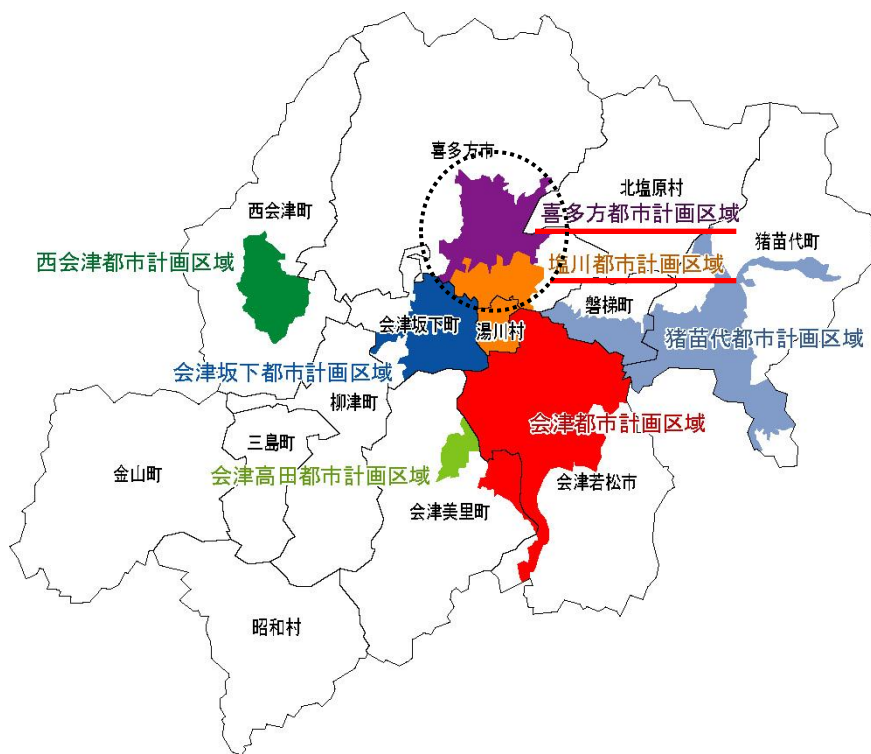 喜多方市
北塩原村
西会津町
喜多方都市計画区域
猪苗代町
西会津都市計画区域
塩川都市計画区域
磐梯町
会津坂下町
湯川村
猪苗代都市計画区域
会津坂下都市計画区域
柳津町
会津都市計画区域
三島町
金山町
会津高田都市計画区域
会津若松市
会津美里町
昭和村